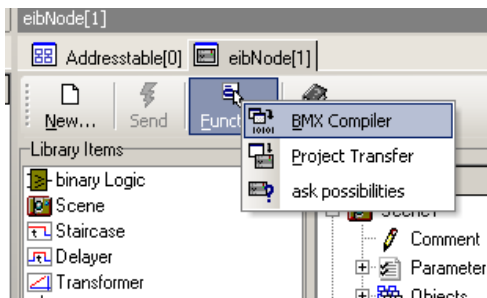 eibNode[1]
Addresstable[0] eibNode[1]
New... Send Funct
BMX Compiler
Project Transfer
ask possibilities
Library Items
binary Logic
Scene
Staircase
Delayer
Transformer
Comment
Parameter
Objects